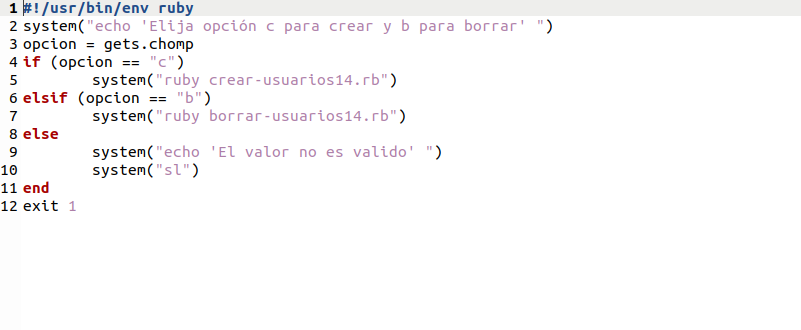 1 #!/usr/bin/env ruby
2 system("echo 'Elija opción c para crear y b para borrar' ")
3 opcion = gets.chomp
4 if (opcion == "c")
5         system("ruby crear-usuarios14.rb")
6 elsif (opcion == "b")
7         system("ruby borrar-usuarios14.rb")
8 else
9         system("echo 'El valor no es valido' ")
10         system("sl")
11 end
12 exit 1